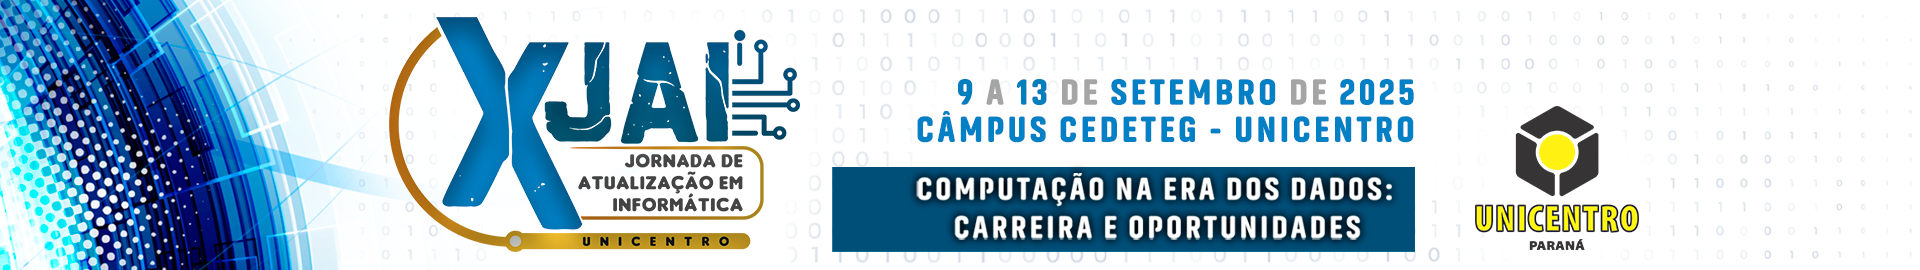 XJAI
JORNADA DE
ATUALIZAÇÃO EM
INFORMÁTICA
UNICENTRO
9 A 13 DE SETEMBRO DE 2025
CÂMPUS CEDETEG - UNICENTRO
COMPUTAÇÃO NA ERA DOS DADOS:
CARREIRA E OPORTUNIDADES
UNICENTRO
PARANÁ